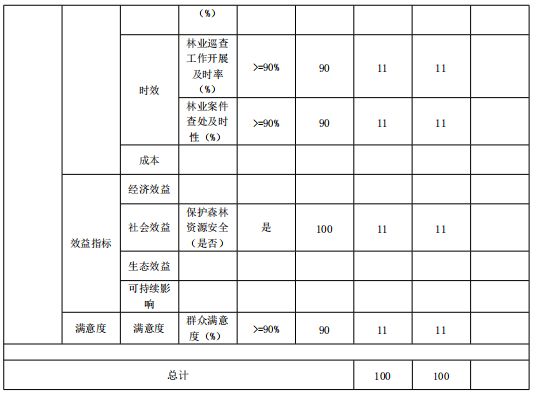 （%）
林业巡查
工作开展
及时率
（%）
>=90%
90
11
11
时效
林业案件
查处及时
性（%）
>=90%
90
11
11
成本
效益指标
经济效益
社会效益
保护森林
资源安全
（是否）
是
100
11
11
生态效益
可持续影
响
满意度
满意度
群众满意
度（%）
>=90%
90
11
11
总计
100
100